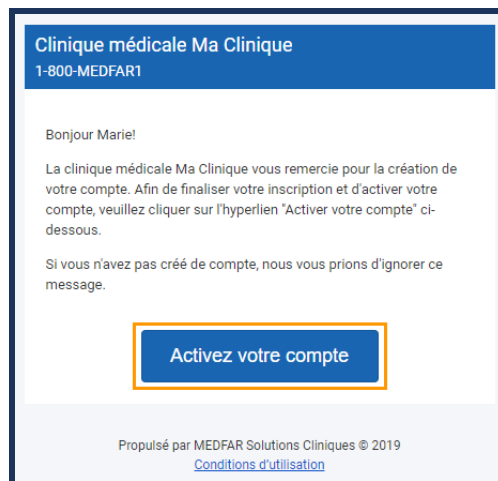 Clinique médicale Ma Clinique
1-800-MEDFAR1
Bonjour Marie!
La clinique médicale Ma Clinique vous remercie pour la création de
votre compte. Afin de finaliser votre inscription et d'activer votre
compte, veuillez cliquer sur l'hyperlien "Activer votre compte" ci-
dessous.
Si vous n'avez pas créé de compte, nous vous prions d'ignorer ce
message.
Activez votre compte
Propulsé par MEDFAR Solutions Cliniques © 2019
Conditions d'utilisation